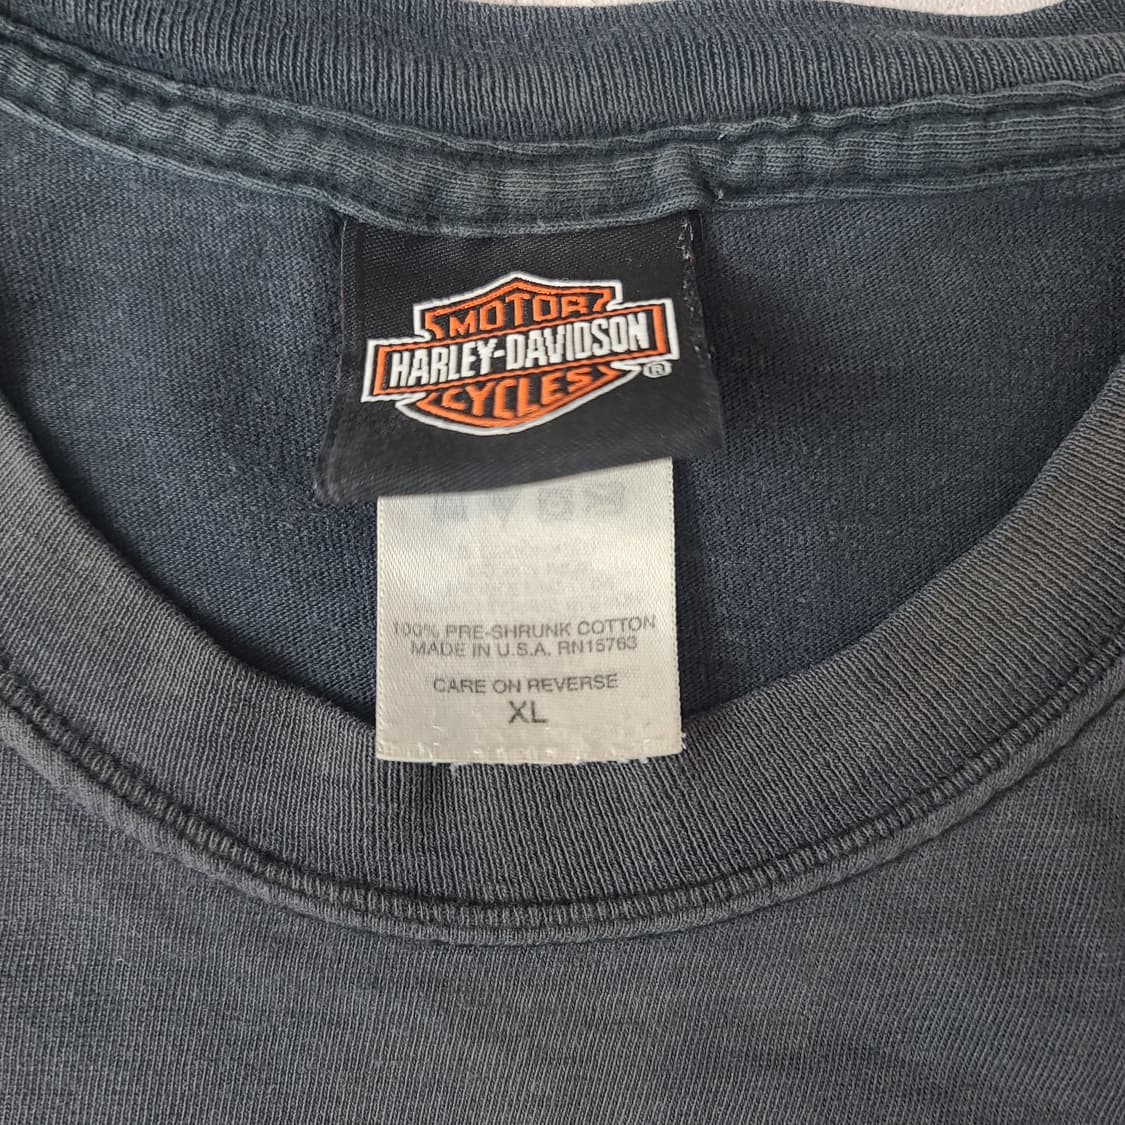 MOTOR
HARLEY-DAVIDSON
CYCLES
®
100% PRE-SHRUNK COTTON
MADE IN U.S.A. RN15763
CARE ON REVERSE
XL